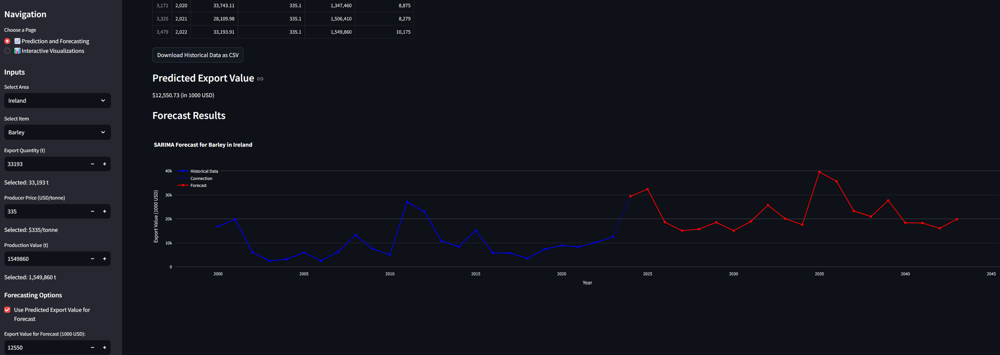 Navigation
Choose a Page
Prediction and Forecasting
Interactive Visualizations
Inputs
Select Area
Ireland
Select Item
Barley
Export Quantity (t)
33193
− +
Selected: 33,193 t
Producer Price (USD/tonne)
335
− +
Selected: $335/tonne
Production Value (t)
1549860
− +
Selected: 1,549,860 t
Forecasting Options
Use Predicted Export Value for
Forecast
Export Value for Forecast (1000 USD):
12550
− +
3,171 2,020 33,743.11 335.1 1,347,460 8,875
3,325 2,021 28,109.98 335.1 1,506,410 8,279
3,479 2,022 33,193.91 335.1 1,549,860 10,175
Download Historical Data as CSV
Predicted Export Value
$12,550.73 (in 1000 USD)
Forecast Results
SARIMA Forecast for Barley in Ireland
Historical Data
Connection
Forecast
Export Value (1000 USD)
40k
30k
20k
10k
0
2000 2005 2010 2015 2020 2025 2030 2035 2040 2045
Year